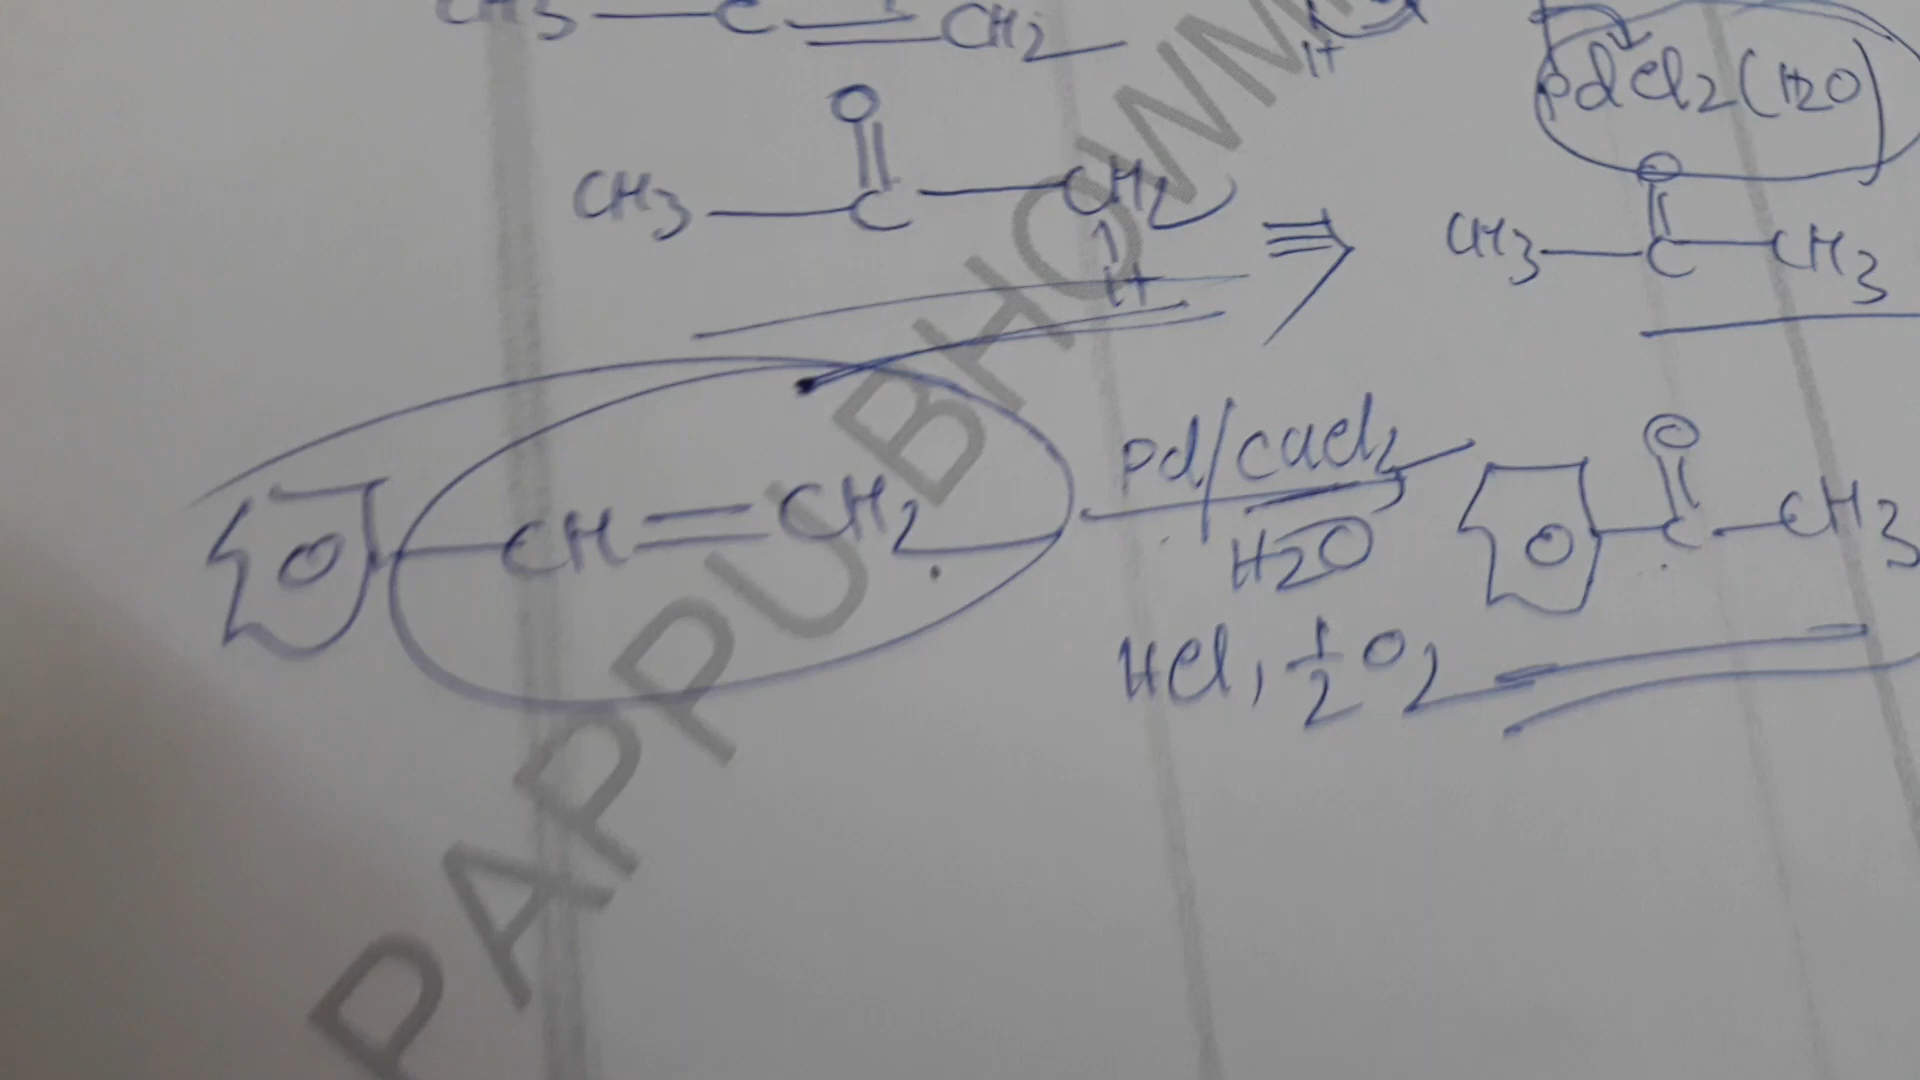 CH3 — C = CH2
H
PdCl2(H2O)
O
CH3 — C — CH2
H
⇒
O
CH3 — C — CH3
CH = CH2
Pd/CuCl2
H2O
HCl, 1/2 O2
O
C — CH3
PAPPU BHOWM